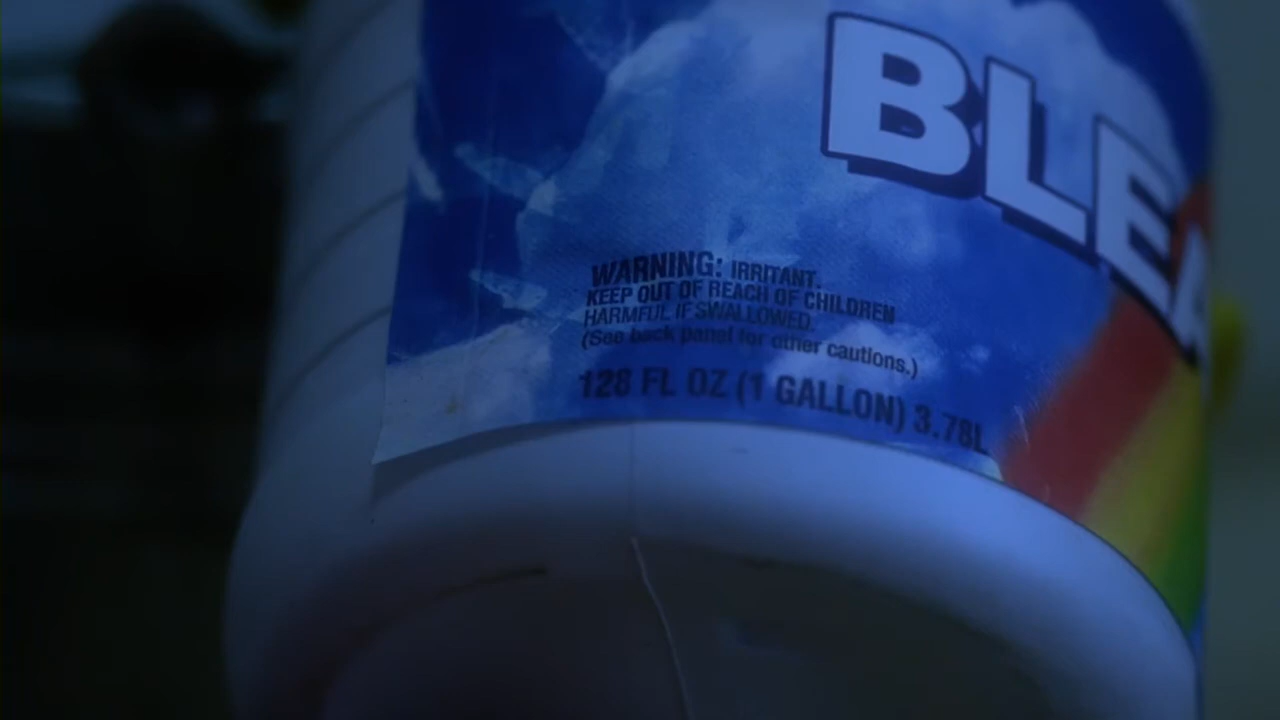 BLEA
WARNING: IRRITANT.
KEEP OUT OF REACH OF CHILDREN
HARMFUL IF SWALLOWED.
(See back panel for other cautions.)
128 FL OZ (1 GALLON) 3.78L